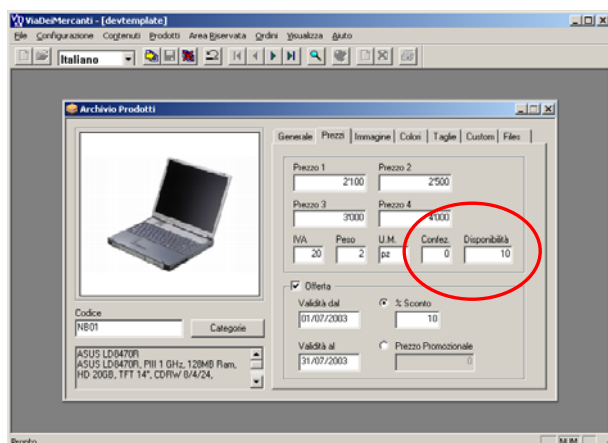 ViaDeiMercanti - [devtemplate]
File Configurazione Contenuti Prodotti Area Riservata Ordini Visualizza Aiuto
Italiano
Archivio Prodotti
Generale Prezzi Immagine Colori Taglie Custom Files
Prezzo 1 Prezzo 2
2'100 2'500
Prezzo 3 Prezzo 4
3'000 4'000
IVA Peso U.M. Confez. Disponibilità
20 2 pz 0 10
Offerta
Validità dal % Sconto
01/07/2003 10
Validità al Prezzo Promozionale
31/07/2003 0
Codice
NB01 Categorie
ASUS LD8470R
ASUS LD8470R, PIII 1 GHz, 128MB Ram,
HD 20GB, TFT 14", CDRW 8/4/24,
Pronto NUM